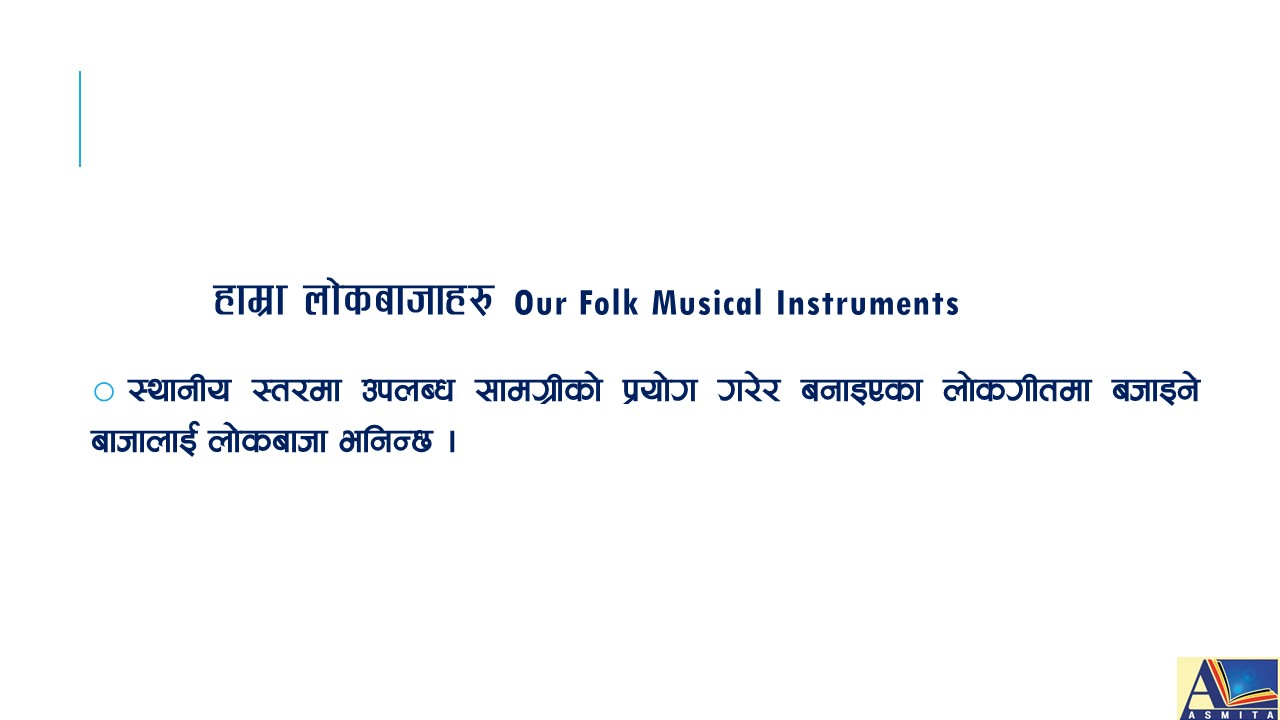 हाम्रा लोकबाजाहरु Our Folk Musical Instruments
स्थानीय स्तरमा उपलब्ध सामग्रीको प्रयोग गरेर बनाइएका लोकगीतमा बजाइने
बाजालाई लोकबाजा भनिन्छ ।
ASMITA